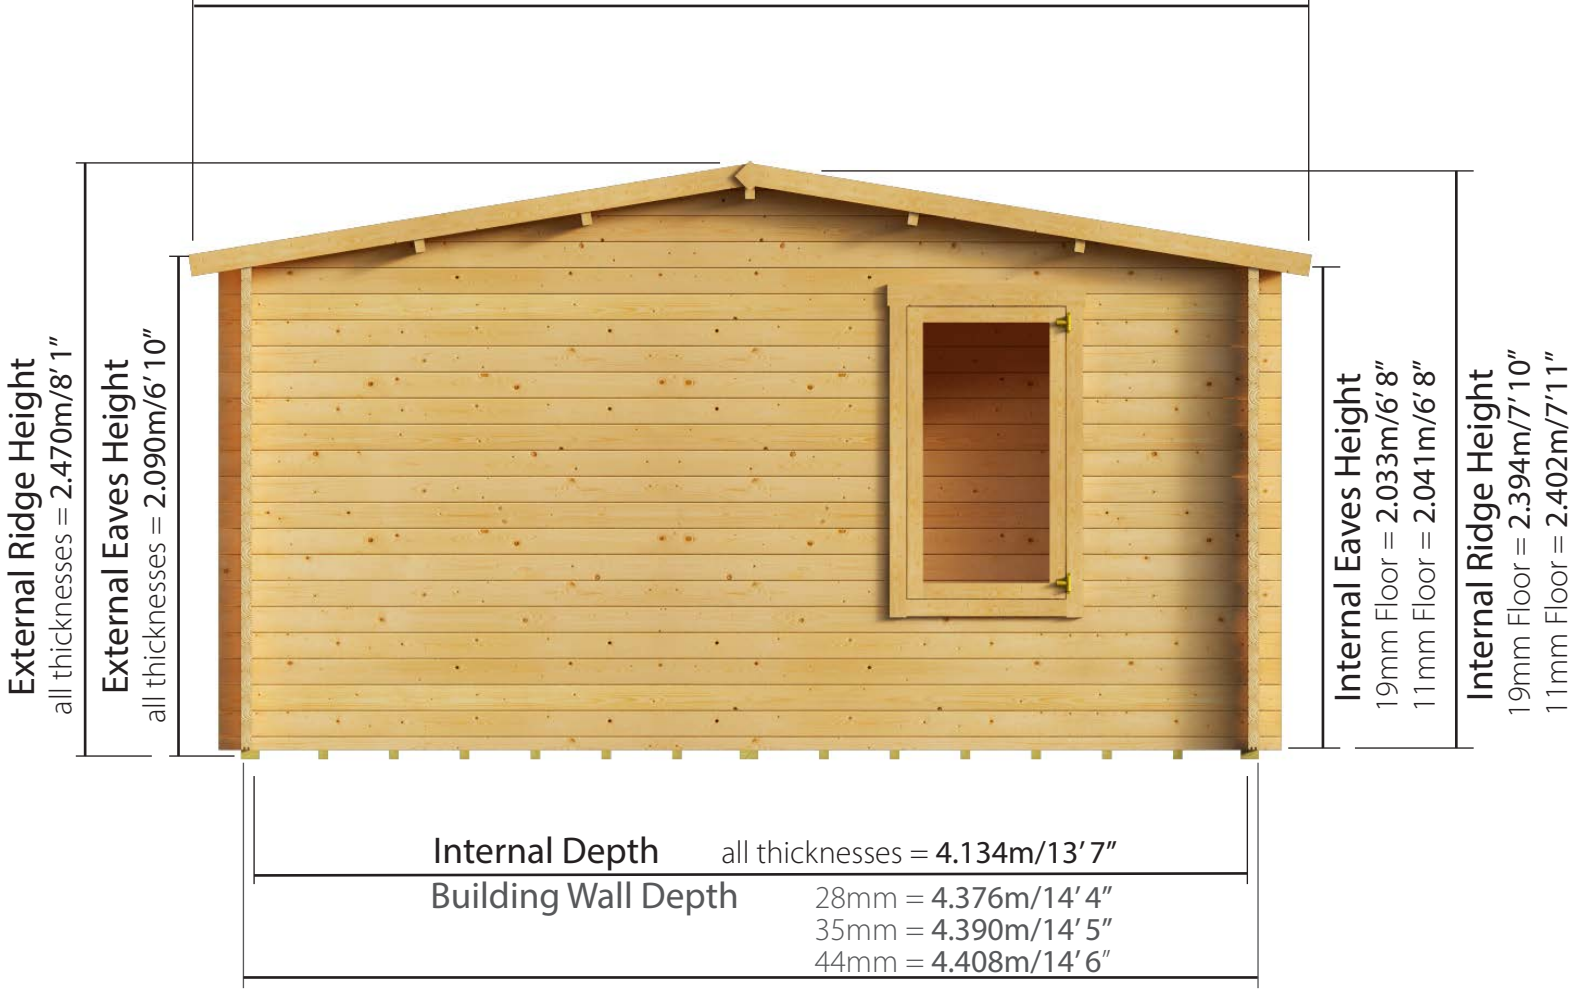 External Ridge Height
all thicknesses = 2.470m/8' 1"
External Eaves Height
all thicknesses = 2.090m/6' 10"
Internal Eaves Height
19mm Floor = 2.033m/6' 8"
11mm Floor = 2.041m/6' 8"
Internal Ridge Height
19mm Floor = 2.394m/7' 10"
11mm Floor = 2.402m/7'11"
Internal Depth all thicknesses = 4.134m/13' 7"
Building Wall Depth 28mm = 4.376m/14' 4"
35mm = 4.390m/14' 5"
44mm = 4.408m/14' 6"